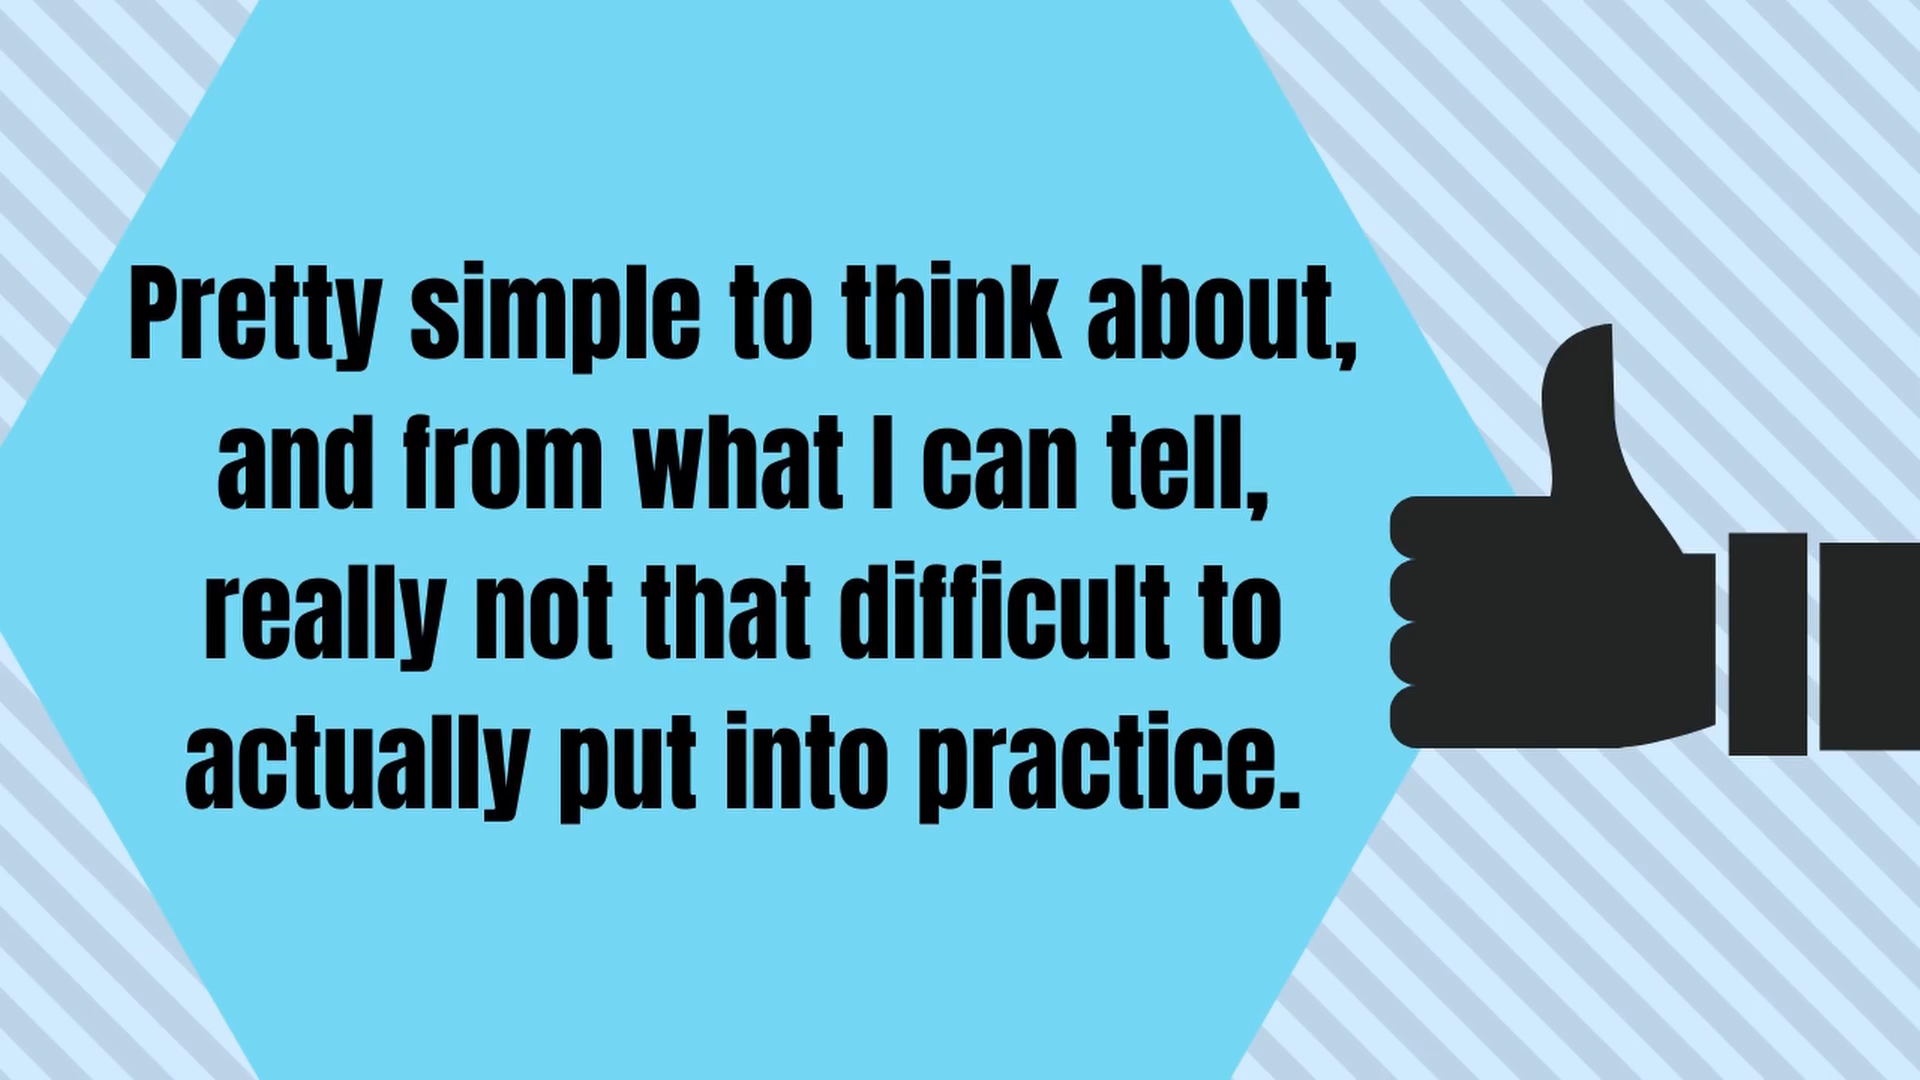 Pretty simple to think about,
and from what I can tell,
really not that difficult to
actually put into practice.